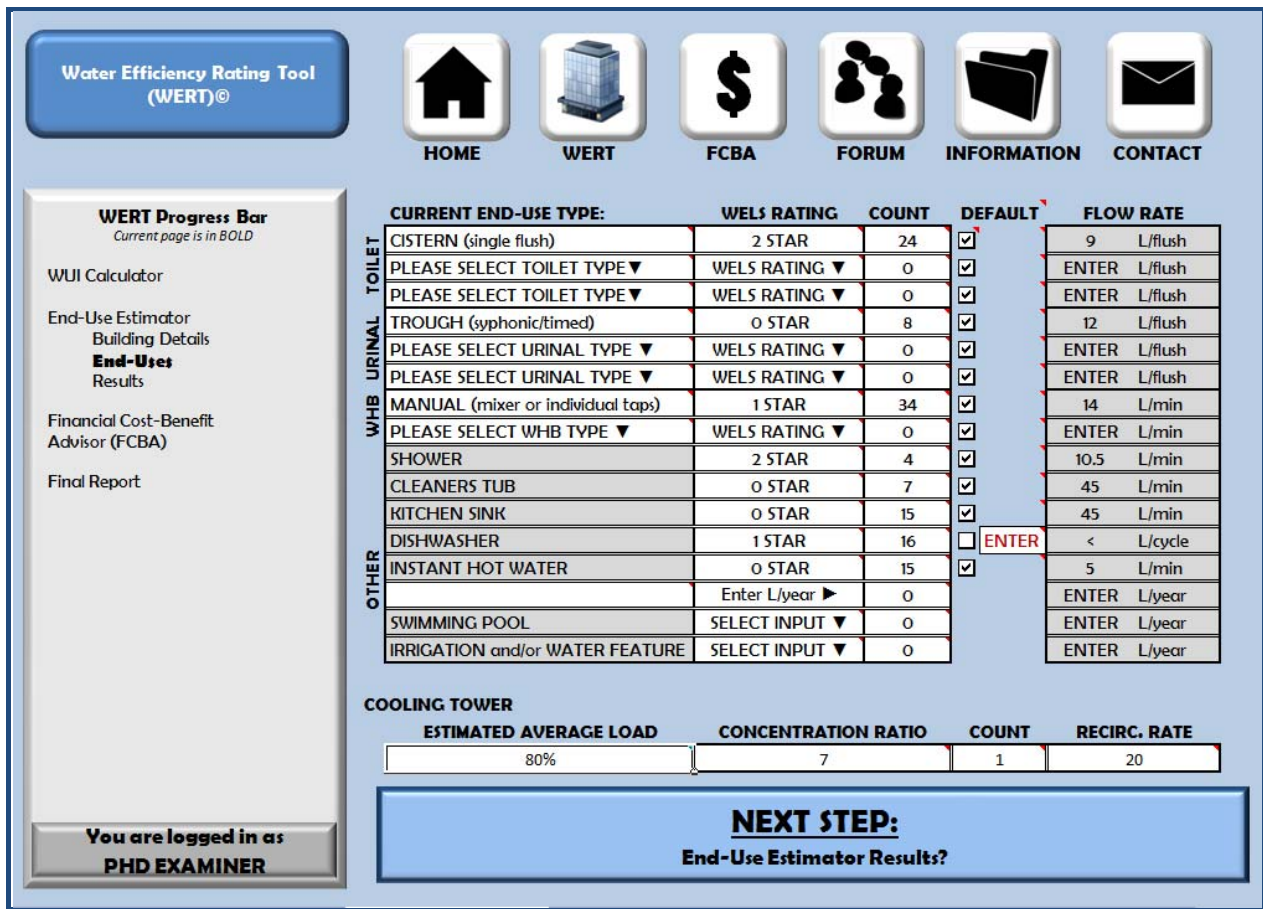 Water Efficiency Rating Tool
(WERT)©
HOME WERT FCBA FORUM INFORMATION CONTACT
WERT Progress Bar
Current page is in BOLD
WUI Calculator
End-Use Estimator
Building Details
End-Uses
Results
Financial Cost-Benefit
Advisor (FCBA)
Final Report
You are logged in as
PHD EXAMINER
CURRENT END-USE TYPE: WELS RATING COUNT DEFAULT FLOW RATE
TOILET
CISTERN (single flush) 2 STAR 24 9 L/flush
PLEASE SELECT TOILET TYPE▼ WELS RATING ▼ 0 ENTER L/flush
PLEASE SELECT TOILET TYPE▼ WELS RATING ▼ 0 ENTER L/flush
URINAL
TROUGH (syphonic/timed) 0 STAR 8 12 L/flush
PLEASE SELECT URINAL TYPE ▼ WELS RATING ▼ 0 ENTER L/flush
PLEASE SELECT URINAL TYPE ▼ WELS RATING ▼ 0 ENTER L/flush
WHB
MANUAL (mixer or individual taps) 1 STAR 34 14 L/min
PLEASE SELECT WHB TYPE ▼ WELS RATING ▼ 0 ENTER L/min
OTHER
SHOWER 2 STAR 4 10.5 L/min
CLEANERS TUB 0 STAR 7 45 L/min
KITCHEN SINK 0 STAR 15 45 L/min
DISHWASHER 1 STAR 16 ENTER < L/cycle
INSTANT HOT WATER 0 STAR 15 5 L/min
Enter L/year ► 0 ENTER L/year
SWIMMING POOL SELECT INPUT ▼ 0 ENTER L/year
IRRIGATION and/or WATER FEATURE SELECT INPUT ▼ 0 ENTER L/year
COOLING TOWER
ESTIMATED AVERAGE LOAD CONCENTRATION RATIO COUNT RECIRC. RATE
80% 7 1 20
NEXT STEP:
End-Use Estimator Results?